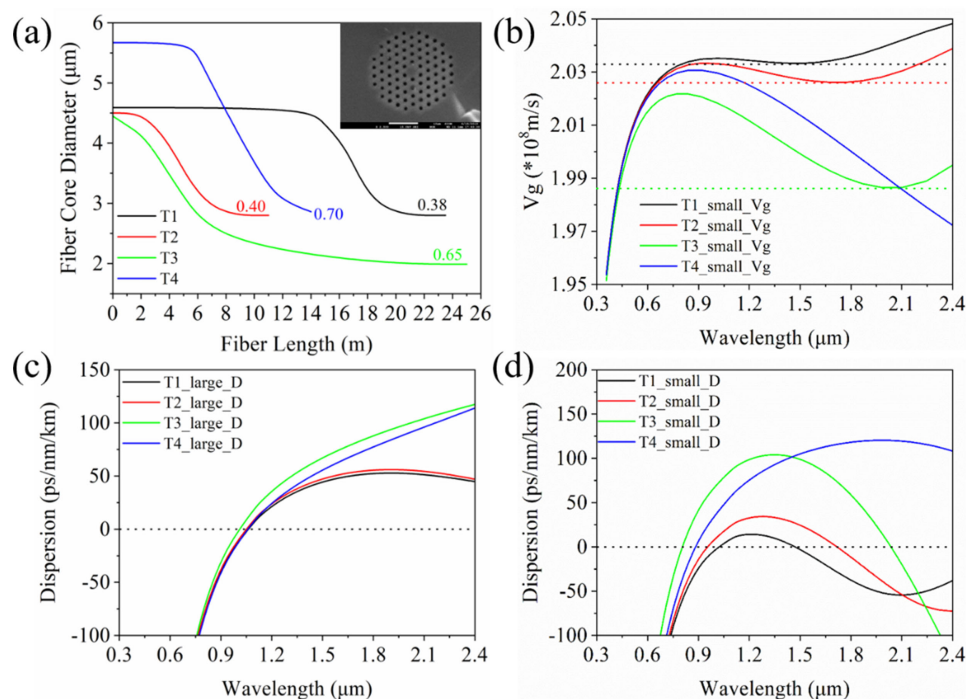 (a)
Fiber Core Diameter (μm)
6
5
4
3
2
0.40
0.70
0.38
0.65
T1
T2
T3
T4
0 2 4 6 8 10 12 14 16 18 20 22 24 26
Fiber Length (m)
(b)
Vg (*10⁸m/s)
2.05
2.03
2.01
1.99
1.97
1.95
T1_small_Vg
T2_small_Vg
T3_small_Vg
T4_small_Vg
0.3 0.6 0.9 1.2 1.5 1.8 2.1 2.4
Wavelength (μm)
(c)
Dispersion (ps/nm/km)
150
100
50
0
-50
-100
T1_large_D
T2_large_D
T3_large_D
T4_large_D
0.3 0.6 0.9 1.2 1.5 1.8 2.1 2.4
Wavelength (μm)
(d)
Dispersion (ps/nm/km)
200
150
100
50
0
-50
-100
T1_small_D
T2_small_D
T3_small_D
T4_small_D
0.3 0.6 0.9 1.2 1.5 1.8 2.1 2.4
Wavelength (μm)